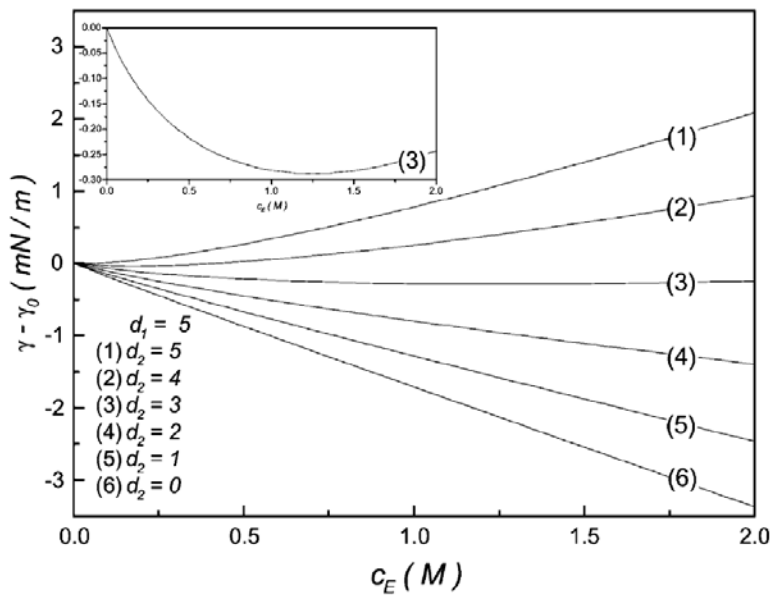 3
2
1
0
-1
-2
-3
γ - γ₀ ( mN / m )
0.00
-0.05
-0.10
-0.15
-0.20
-0.25
-0.30
0.0 0.5 1.0 1.5 2.0
c_E ( M )
(3)
(1)
(2)
(3)
(4)
(5)
(6)
d₁ = 5
(1) d₂ = 5
(2) d₂ = 4
(3) d₂ = 3
(4) d₂ = 2
(5) d₂ = 1
(6) d₂ = 0
0.0 0.5 1.0 1.5 2.0
c_E ( M )